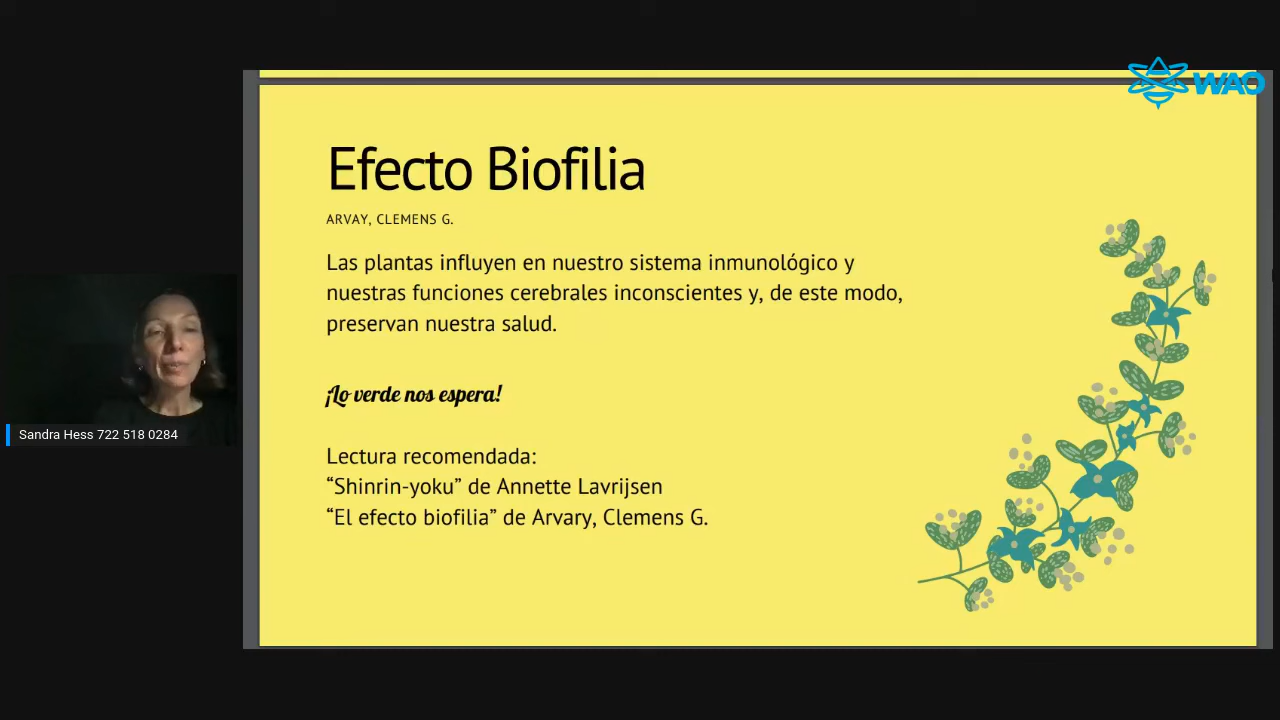 WAO
Efecto Biofilia
ARVAY, CLEMENS G.
Las plantas influyen en nuestro sistema inmunológico y
nuestras funciones cerebrales inconscientes y, de este modo,
preservan nuestra salud.
¡Lo verde nos espera!
Lectura recomendada:
“Shinrin-yoku” de Annette Lavrijsen
“El efecto biofilia” de Arvary, Clemens G.
Sandra Hess 722 518 0284